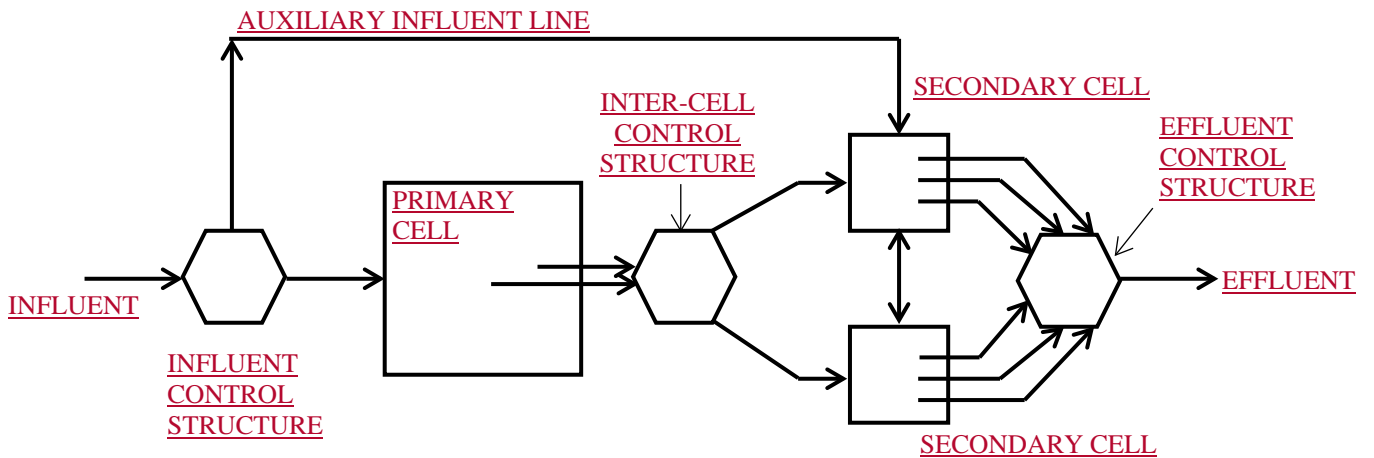 AUXILIARY INFLUENT LINE
SECONDARY CELL
INTER-CELL
CONTROL
STRUCTURE
EFFLUENT
CONTROL
STRUCTURE
PRIMARY
CELL
INFLUENT
EFFLUENT
INFLUENT
CONTROL
STRUCTURE
SECONDARY CELL